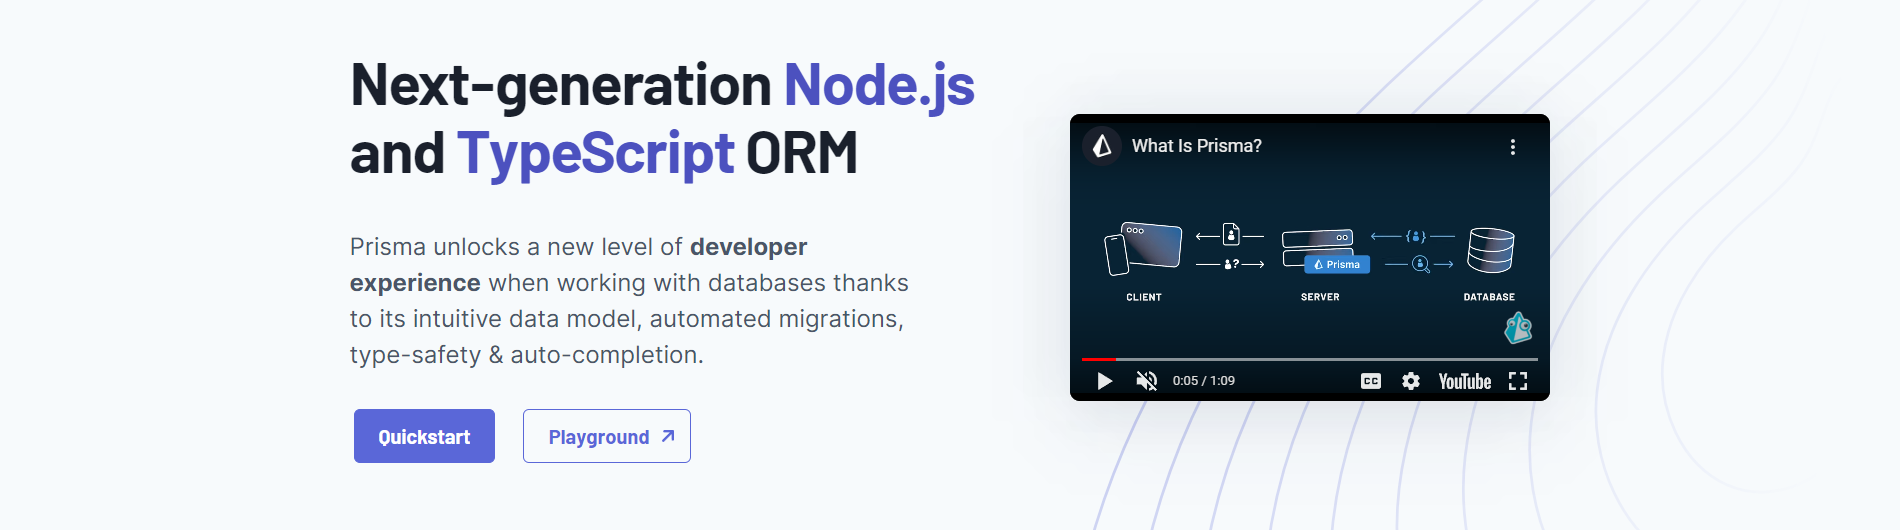 Next-generation Node.js
and TypeScript ORM
Prisma unlocks a new level of developer
experience when working with databases thanks
to its intuitive data model, automated migrations,
type-safety & auto-completion.
Quickstart
Playground
What Is Prisma?
?
Prisma
CLIENT
SERVER
DATABASE
0:05 / 1:09
CC
YouTube